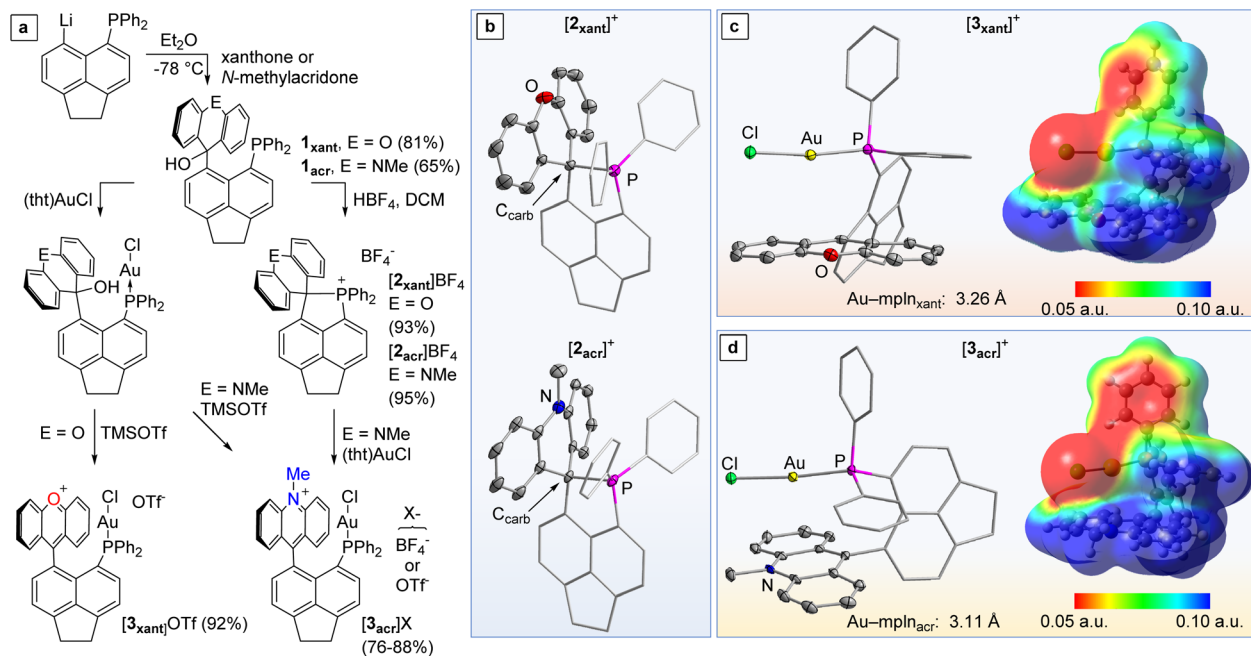 a
Li
PPh2
Et2O
-78 °C
xanthone or
N-methylacridone
E
HO
PPh2
1xant, E = O (81%)
1acr, E = NMe (65%)
(tht)AuCl
HBF4, DCM
Cl
Au
E
OH
PPh2
E
+
PPh2
BF4-
[2xant]BF4
E = O
(93%)
[2acr]BF4
E = NMe
(95%)
E = NMe
TMSOTf
E = O
TMSOTf
E = NMe
(tht)AuCl
O+
Cl
Au
PPh2
OTf-
[3xant]OTf (92%)
Me
N+
Cl
Au
PPh2
X-
BF4-
or
OTf-
[3acr]X
(76-88%)
b
[2xant]+
O
P
Ccarb
[2acr]+
N
P
Ccarb
c
[3xant]+
Cl
Au
P
O
Au–mplnxant: 3.26 Å
0.05 a.u.
0.10 a.u.
d
[3acr]+
Cl
Au
P
N
Au–mplnacr: 3.11 Å
0.05 a.u.
0.10 a.u.